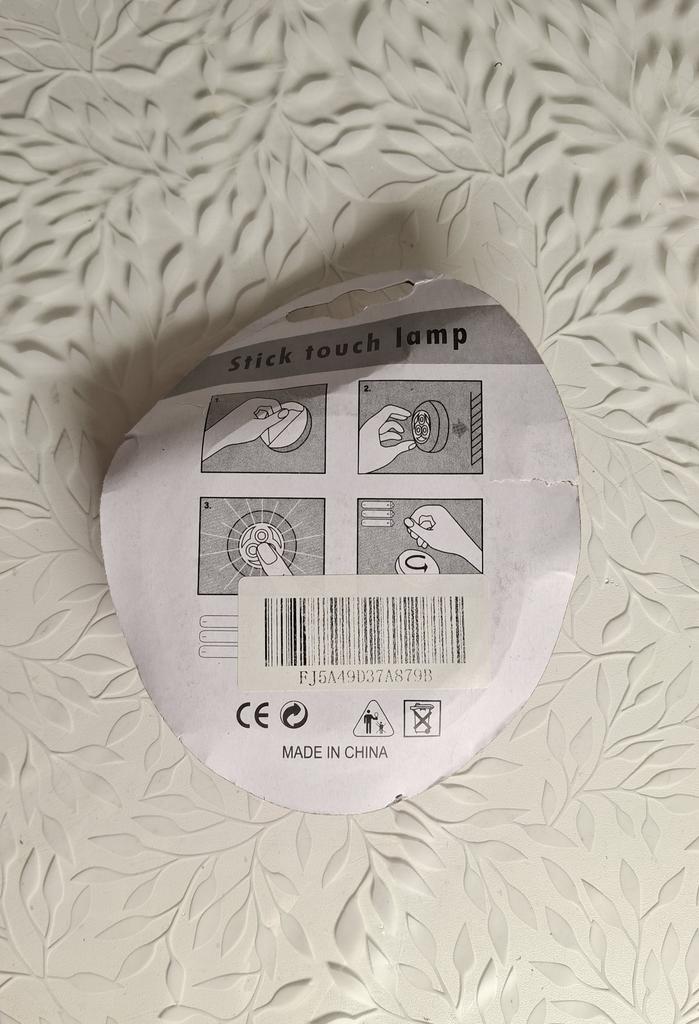 Stick touch lamp
1.
2.
3.
FJ5A49D37A879B
CE
MADE IN CHINA